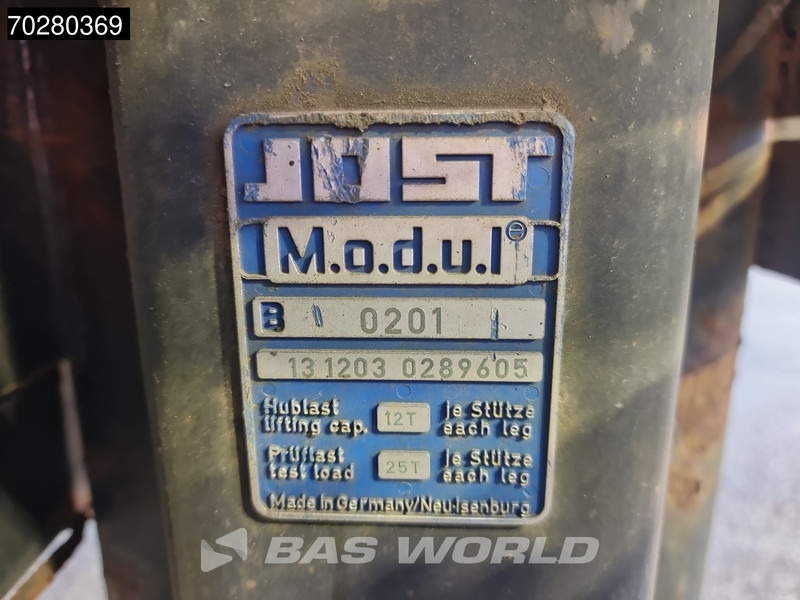 70280369
JOST
M.o.d.u.l
B 0201
13 1203 0289605
Hublast je Stütze
lifting cap. 12T each leg
Prüflast je Stütze
test load 25T each leg
Made in Germany/Neu-Isenburg
BAS WORLD